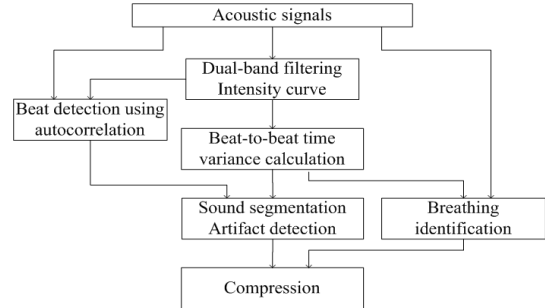 Acoustic signals
Dual-band filtering
Intensity curve
Beat detection using
autocorrelation
Beat-to-beat time
variance calculation
Sound segmentation
Artifact detection
Breathing
identification
Compression